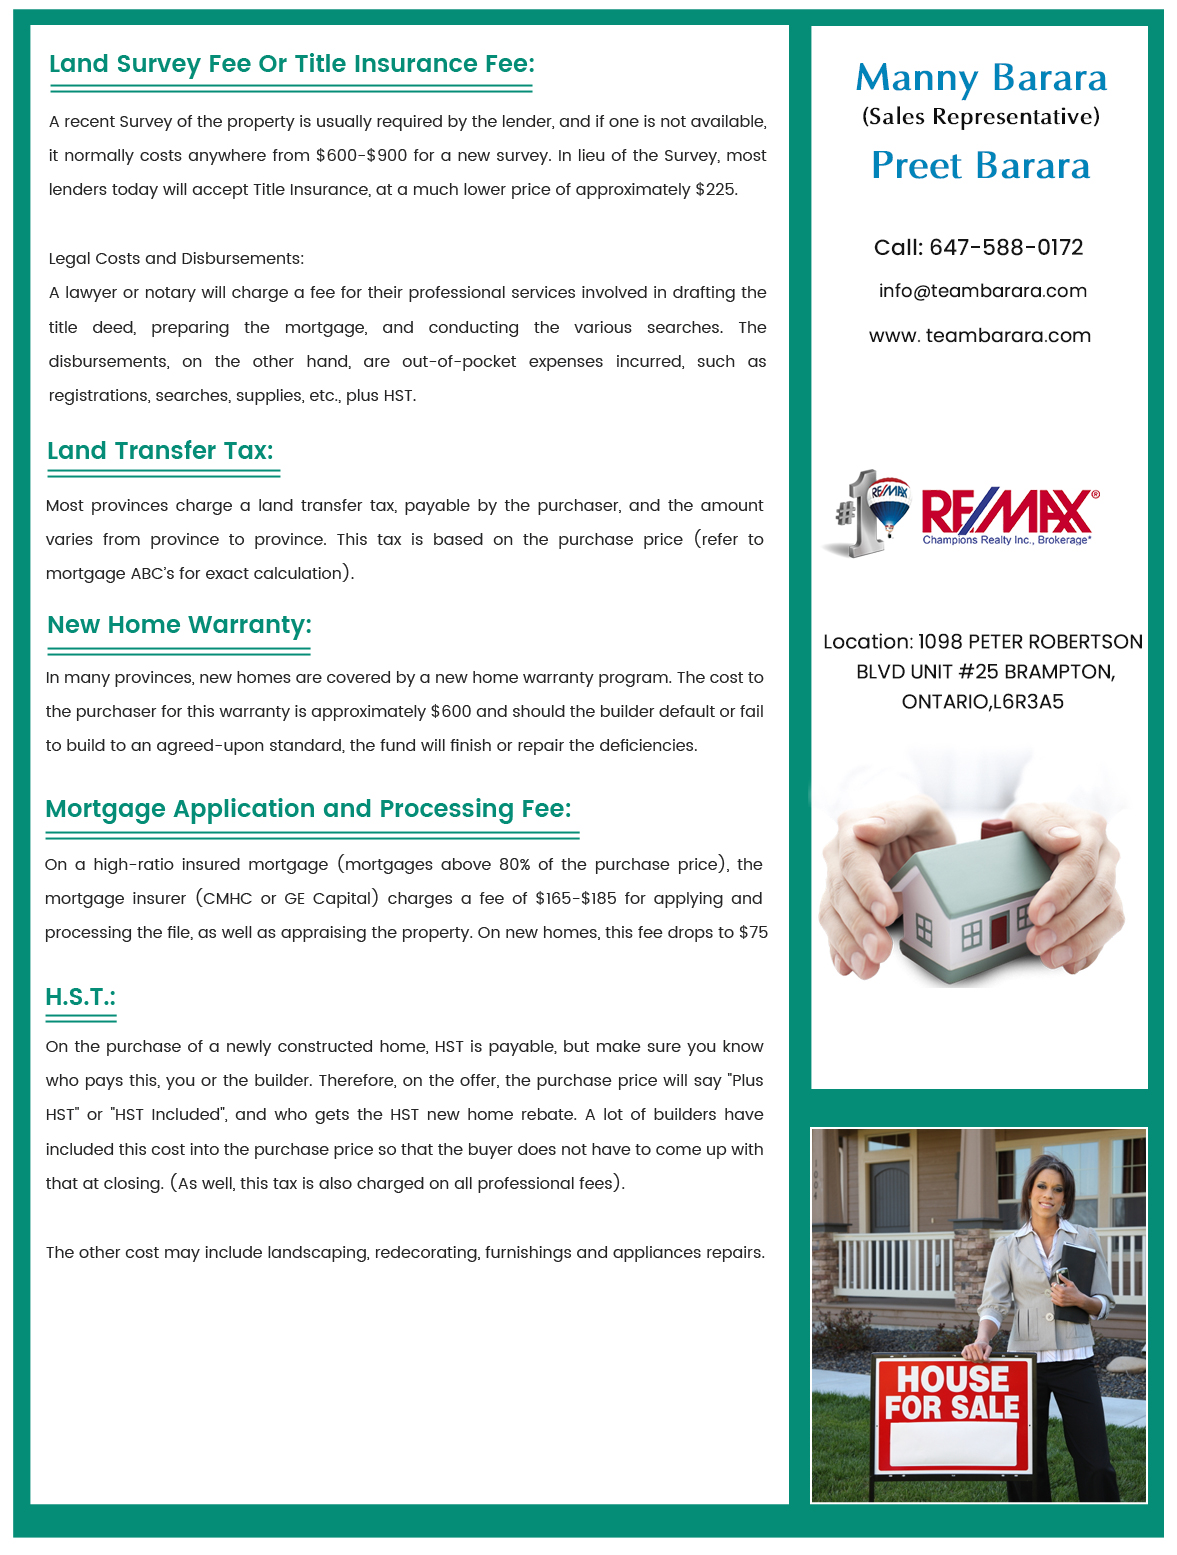 Land Survey Fee Or Title Insurance Fee:
A recent Survey of the property is usually required by the lender, and if one is not available,
it normally costs anywhere from $600-$900 for a new survey. In lieu of the Survey, most
lenders today will accept Title Insurance, at a much lower price of approximately $225.
Legal Costs and Disbursements:
A lawyer or notary will charge a fee for their professional services involved in drafting the
title deed, preparing the mortgage, and conducting the various searches. The
disbursements, on the other hand, are out-of-pocket expenses incurred, such as
registrations, searches, supplies, etc., plus HST.
Land Transfer Tax:
Most provinces charge a land transfer tax, payable by the purchaser, and the amount
varies from province to province. This tax is based on the purchase price (refer to
mortgage ABC's for exact calculation).
New Home Warranty:
In many provinces, new homes are covered by a new home warranty program. The cost to
the purchaser for this warranty is approximately $600 and should the builder default or fail
to build to an agreed-upon standard, the fund will finish or repair the deficiencies.
Mortgage Application and Processing Fee:
On a high-ratio insured mortgage (mortgages above 80% of the purchase price), the
mortgage insurer (CMHC or GE Capital) charges a fee of $165-$185 for applying and
processing the file, as well as appraising the property. On new homes, this fee drops to $75
H.S.T.:
On the purchase of a newly constructed home, HST is payable, but make sure you know
who pays this, you or the builder. Therefore, on the offer, the purchase price will say "Plus
HST" or "HST Included", and who gets the HST new home rebate. A lot of builders have
included this cost into the purchase price so that the buyer does not have to come up with
that at closing. (As well, this tax is also charged on all professional fees).
The other cost may include landscaping, redecorating, furnishings and appliances repairs.
Manny Barara
(Sales Representative)
Preet Barara
Call: 647-588-0172
info@teambarara.com
www. teambarara.com
#1
RE/MAX
RE/MAX®
Champions Realty Inc., Brokerage*
Location: 1098 PETER ROBERTSON
BLVD UNIT #25 BRAMPTON,
ONTARIO,L6R3A5
1004
HOUSE
FOR SALE